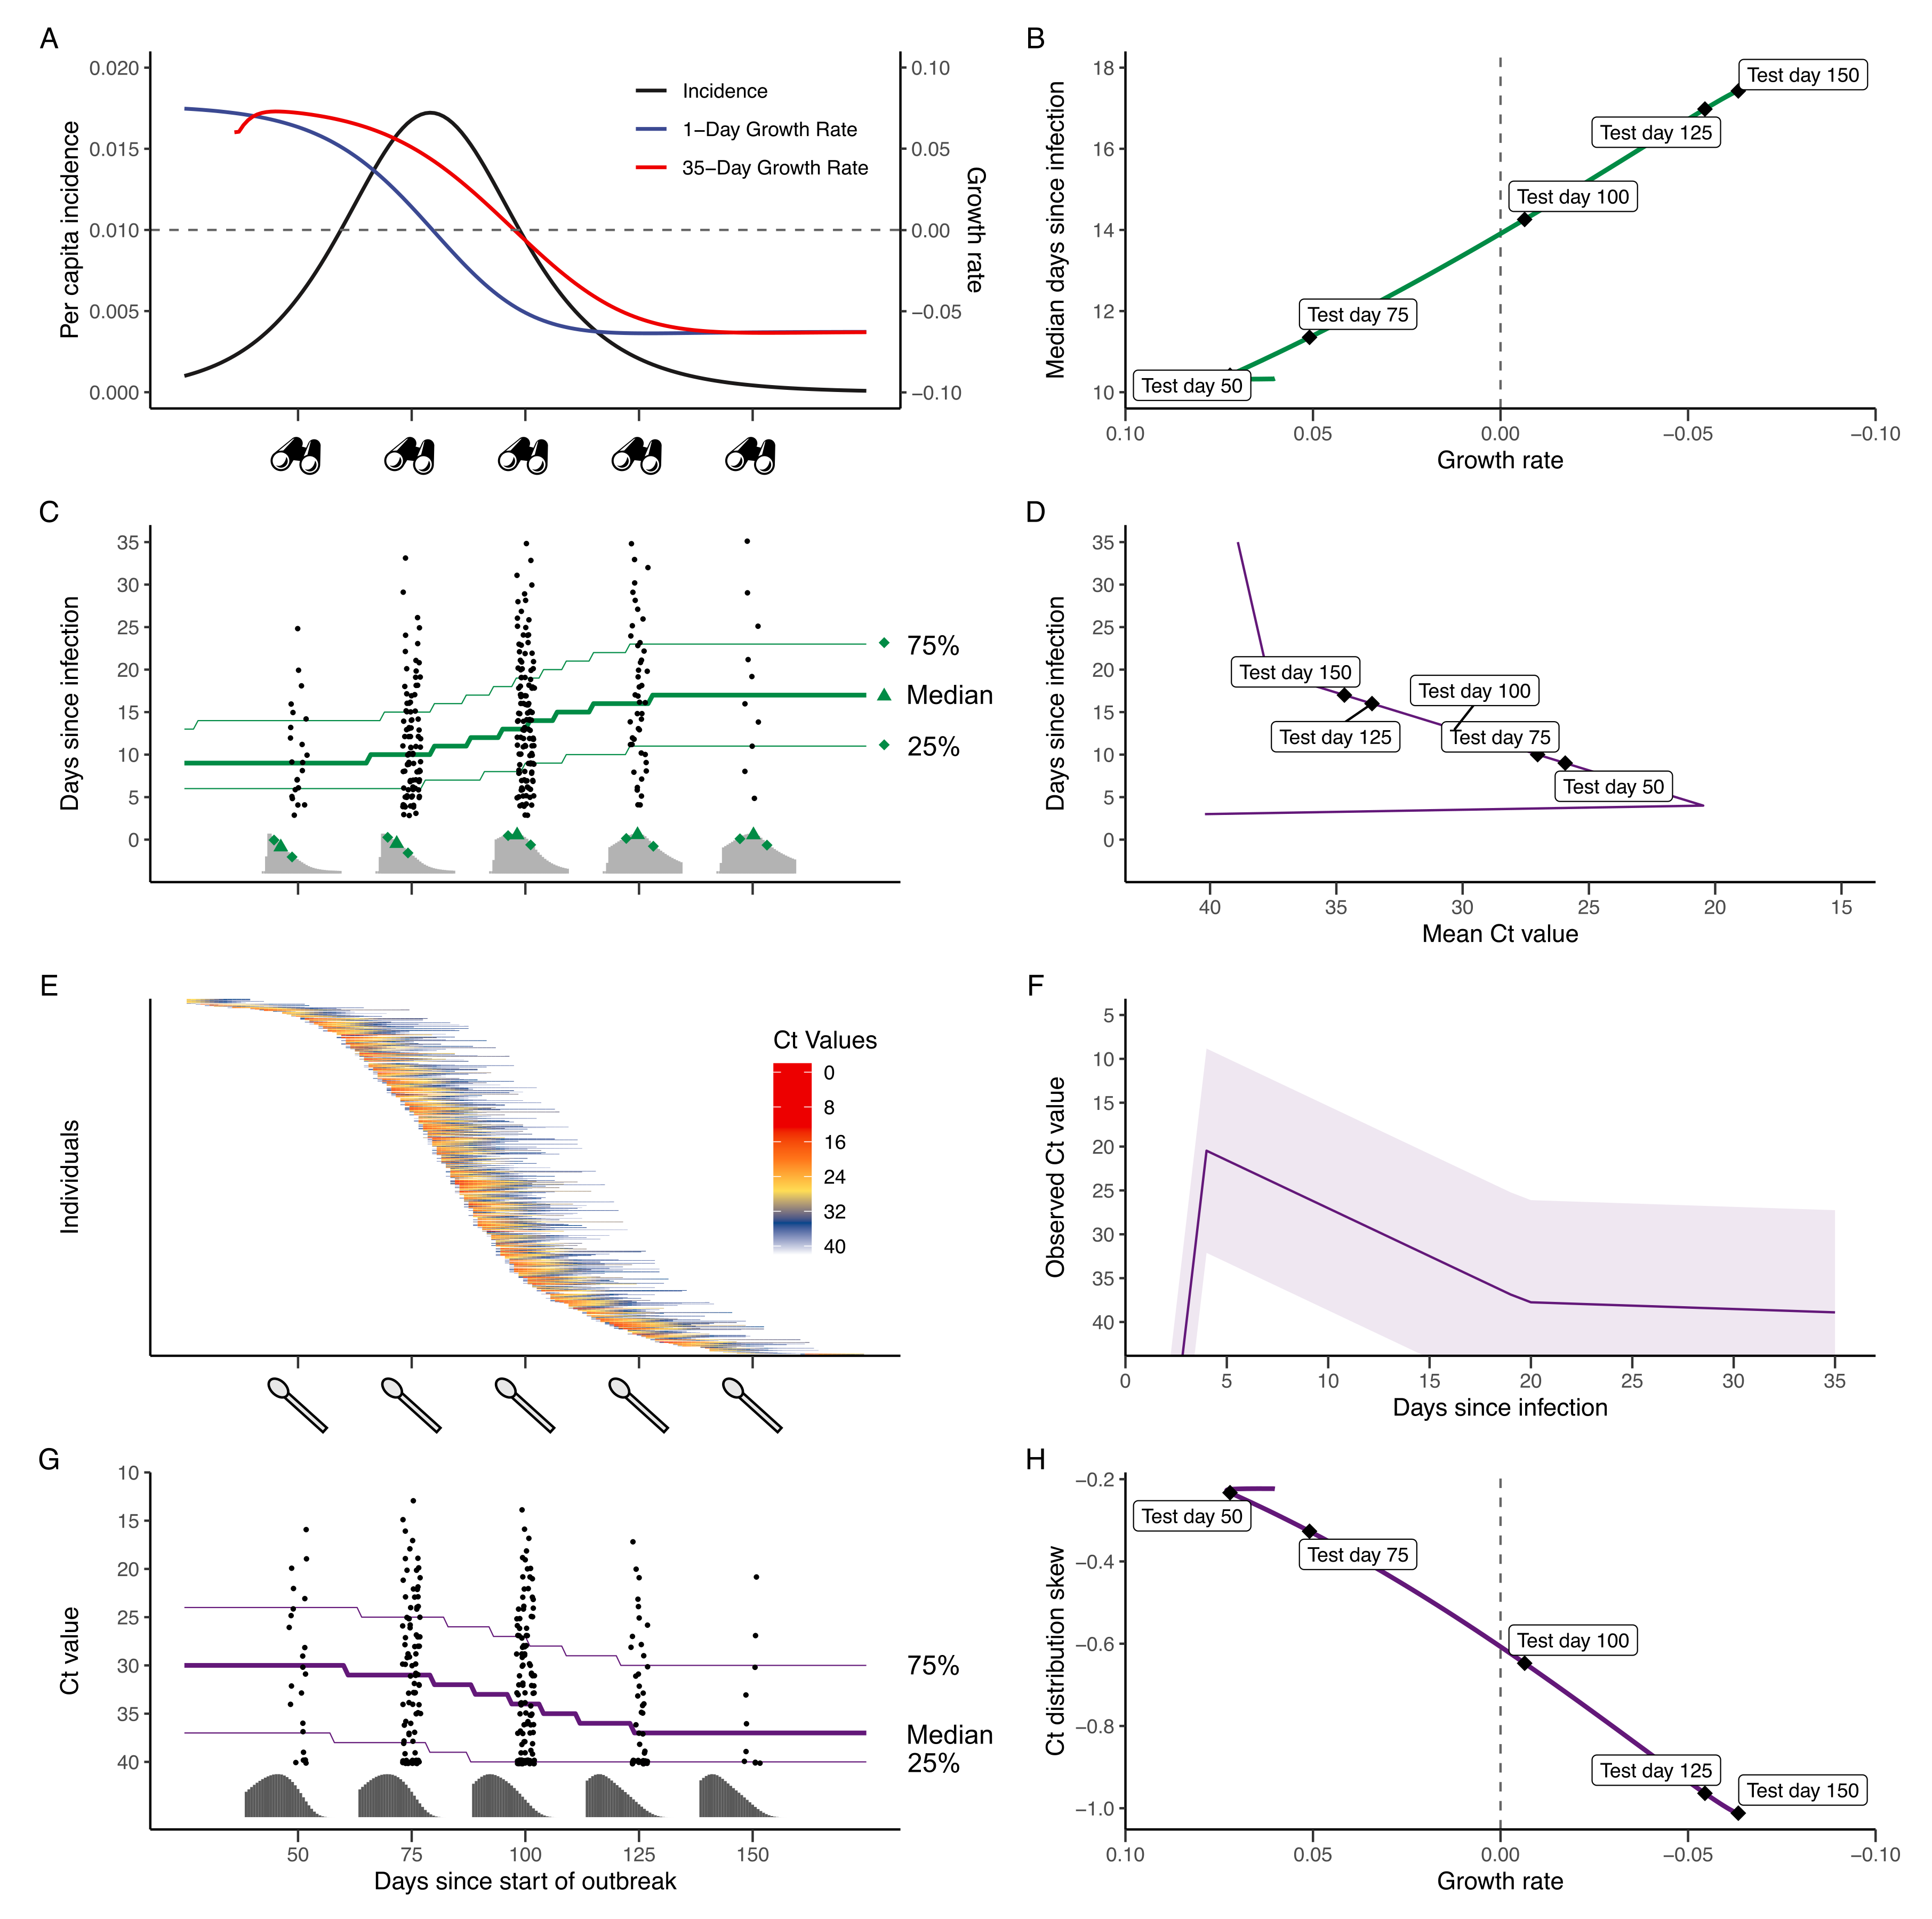 A
0.020
0.015
0.010
0.005
0.000
Per capita incidence
Incidence
1−Day Growth Rate
35−Day Growth Rate
0.10
0.05
0.00
−0.05
−0.10
Growth rate
B
18
16
14
12
10
Median days since infection
Test day 150
Test day 125
Test day 100
Test day 75
Test day 50
0.10 0.05 0.00 −0.05 −0.10
Growth rate
C
35
30
25
20
15
10
5
0
Days since infection
75%
Median
25%
D
35
30
25
20
15
10
5
0
Days since infection
Test day 150
Test day 100
Test day 125
Test day 75
Test day 50
40 35 30 25 20 15
Mean Ct value
E
Individuals
Ct Values
0
8
16
24
32
40
F
5
10
15
20
25
30
35
40
Observed Ct value
0 5 10 15 20 25 30 35
Days since infection
G
10
15
20
25
30
35
40
Ct value
75%
Median
25%
50 75 100 125 150
Days since start of outbreak
H
−0.2
−0.4
−0.6
−0.8
−1.0
Ct distribution skew
Test day 50
Test day 75
Test day 100
Test day 125
Test day 150
0.10 0.05 0.00 −0.05 −0.10
Growth rate